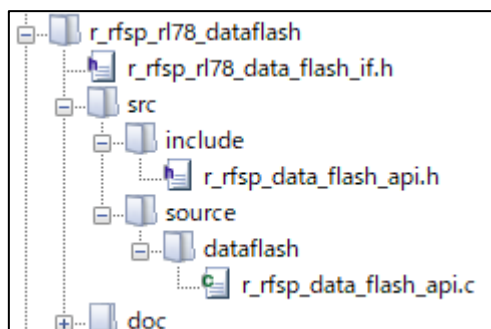 r_rfsp_rl78_dataflash
r_rfsp_rl78_data_flash_if.h
src
include
r_rfsp_data_flash_api.h
source
dataflash
r_rfsp_data_flash_api.c
doc